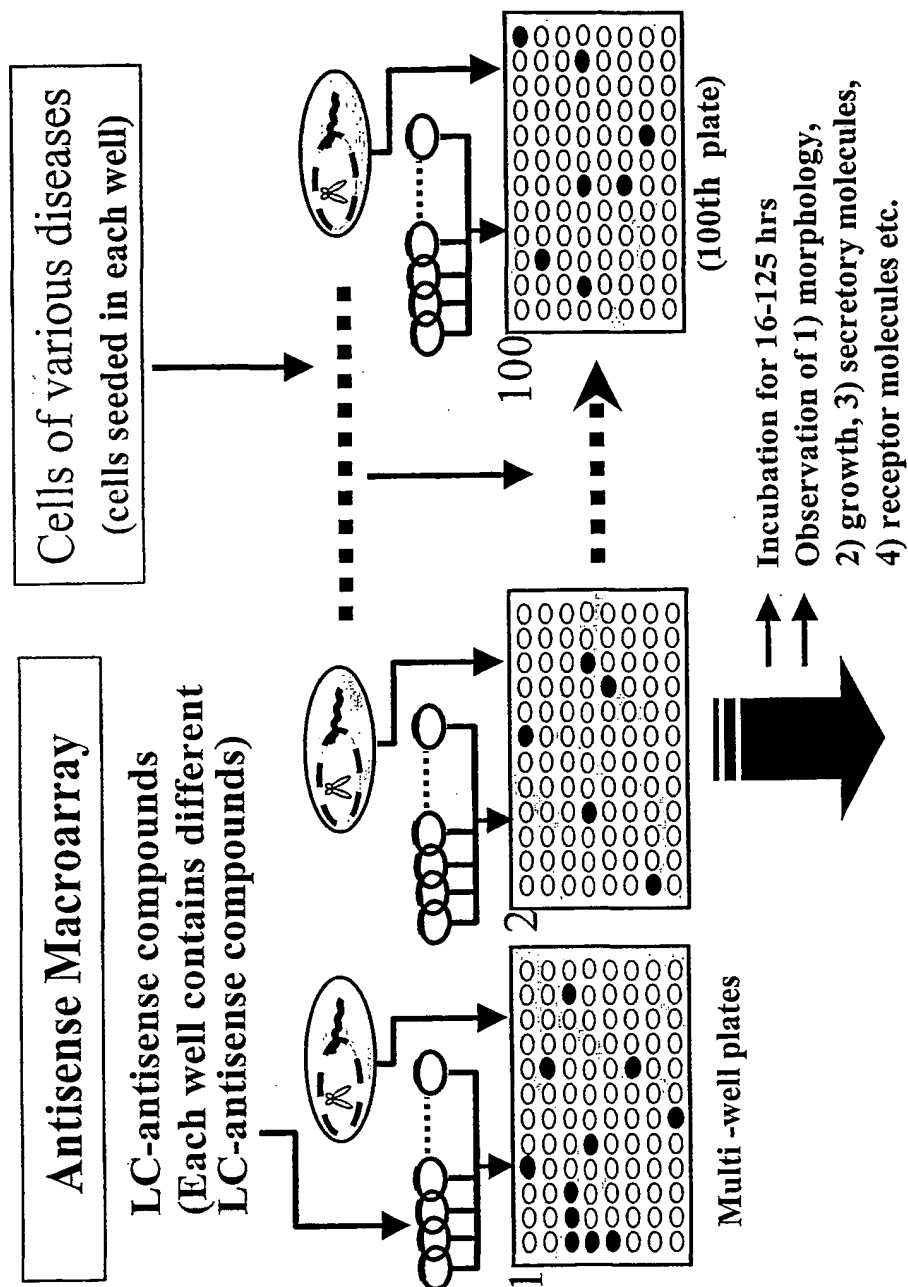 Antisense Macroarray
LC-antisense compounds
(Each well contains different
LC-antisense compounds)
Cells of various diseases
(cells seeded in each well)
1
2
100
Multi -well plates
(100th plate)
Incubation for 16-125 hrs
Observation of 1) morphology,
2) growth, 3) secretory molecules,
4) receptor molecules etc.